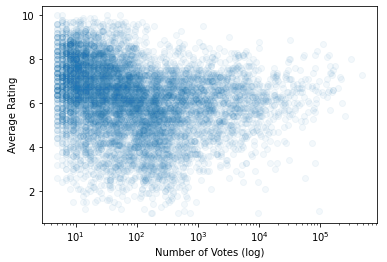 10
8
6
4
2
Average Rating
10¹ 10² 10³ 10⁴ 10⁵
Number of Votes (log)